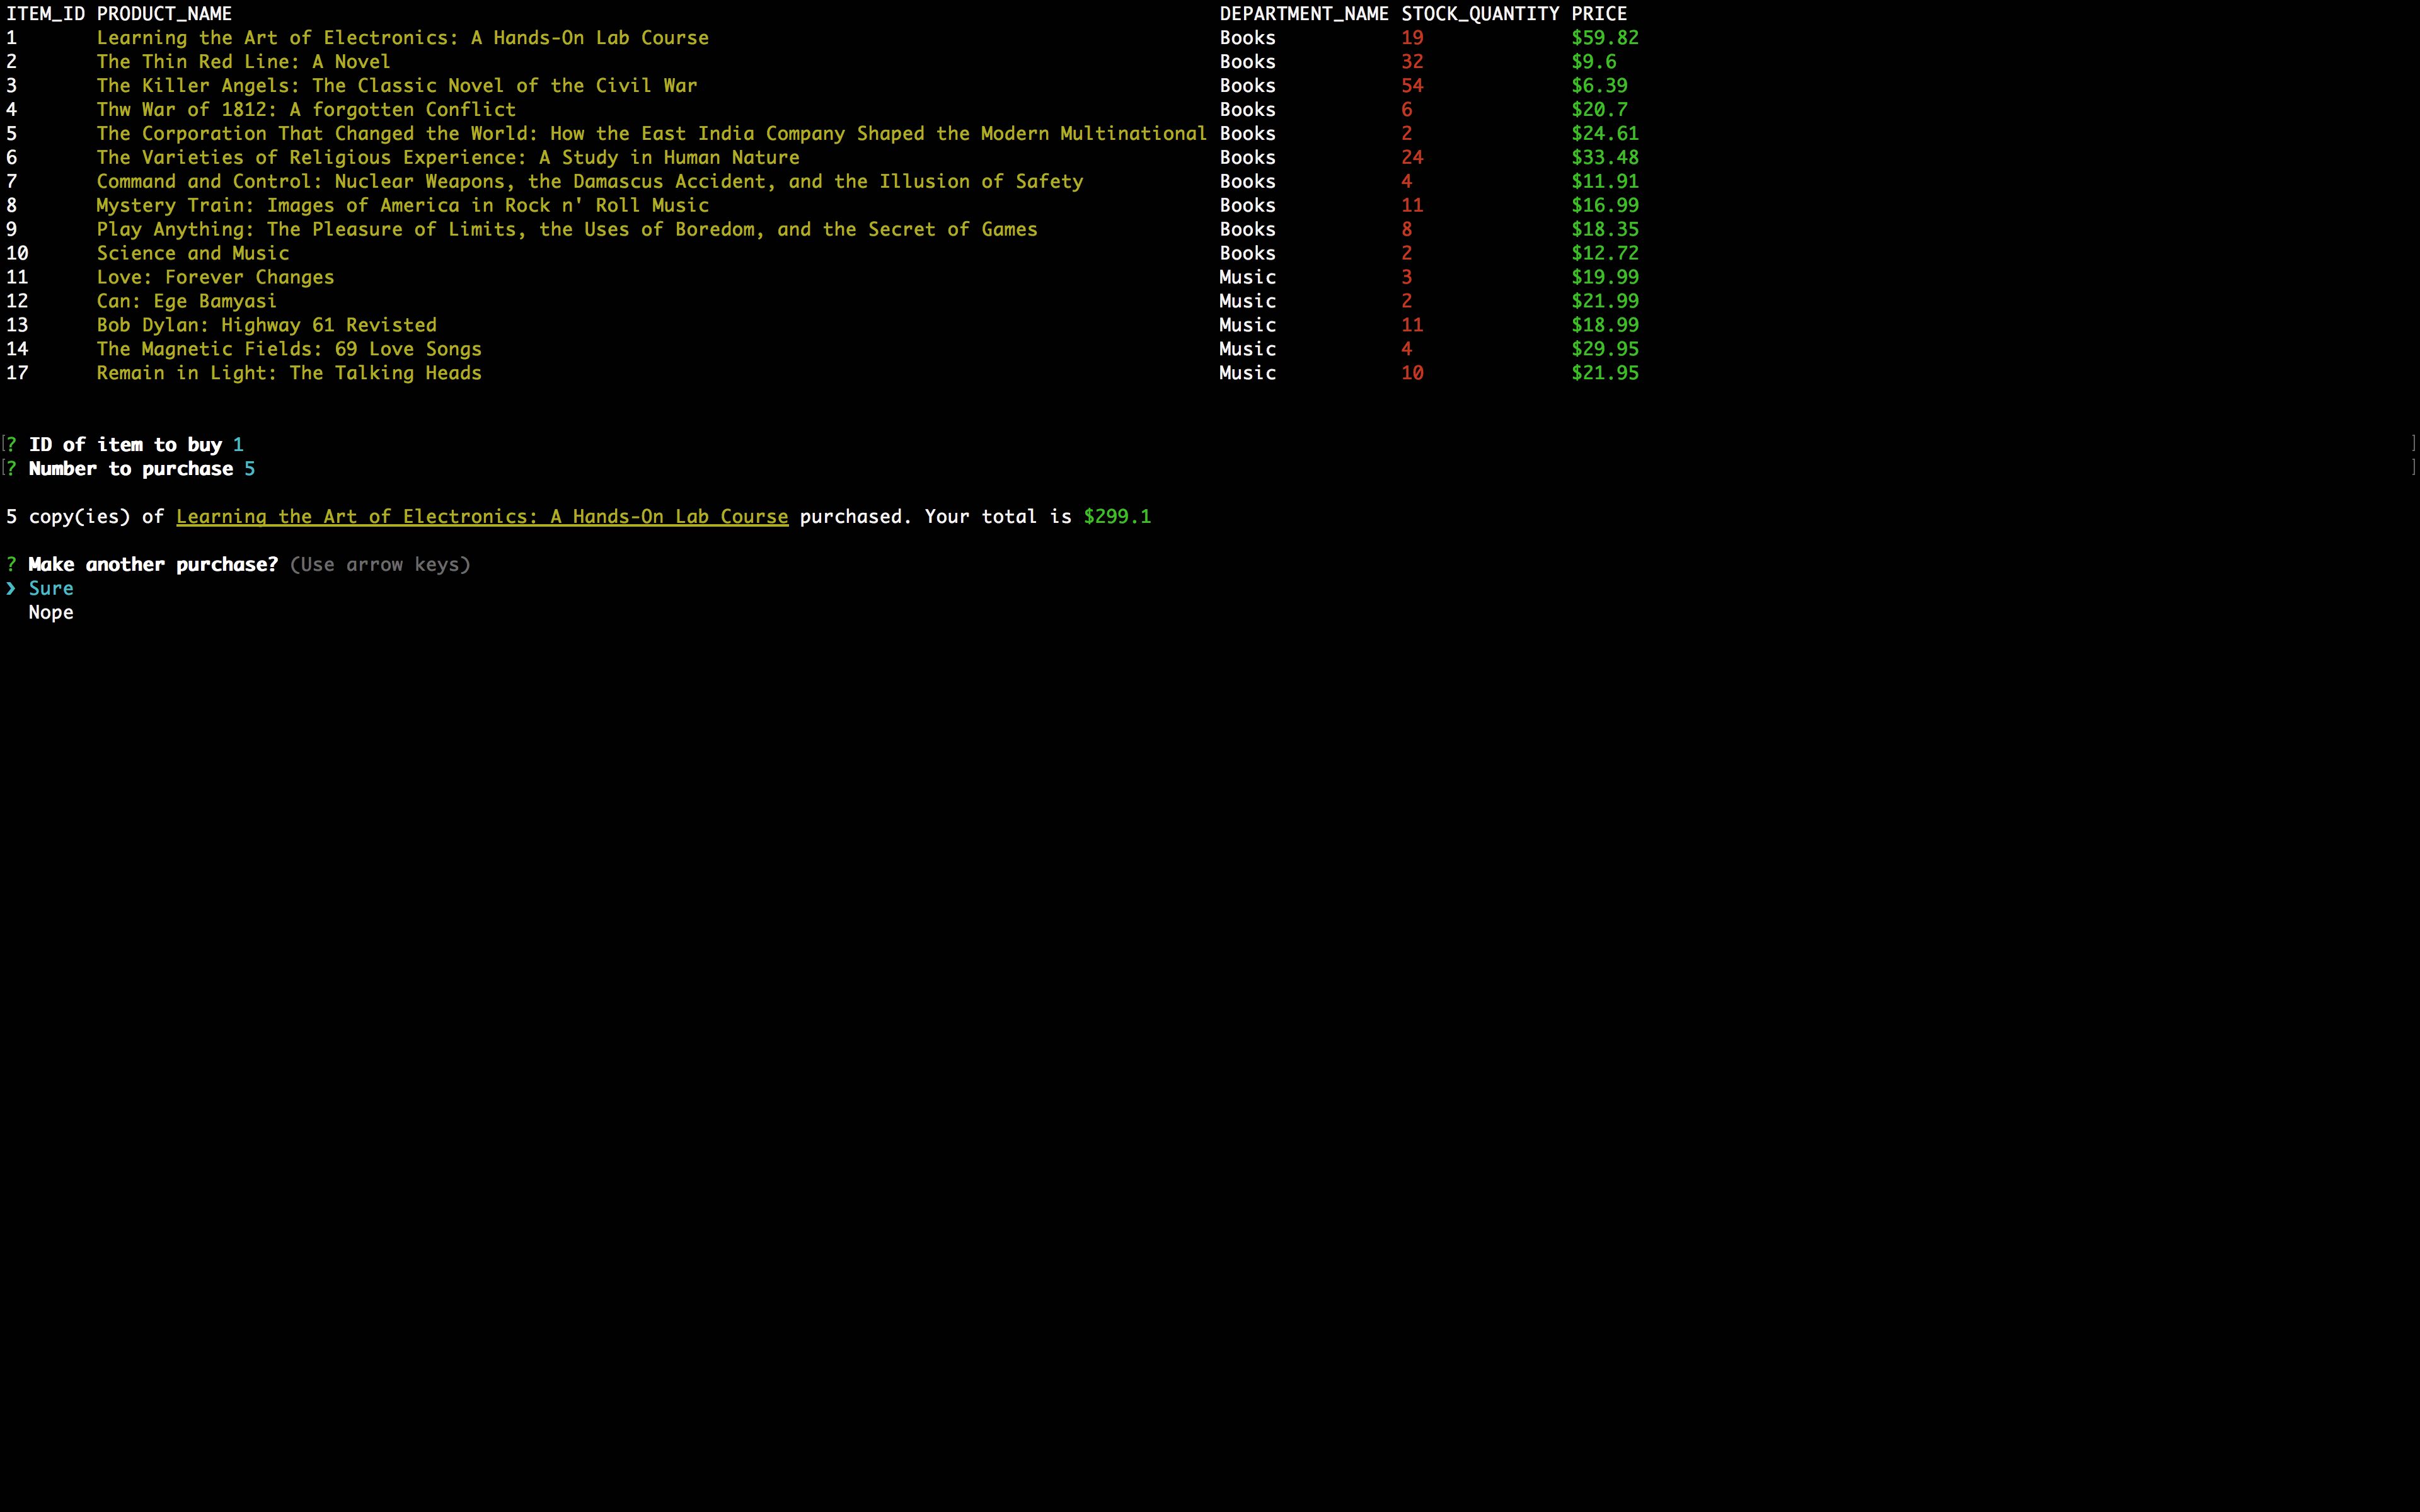 ITEM_ID PRODUCT_NAME DEPARTMENT_NAME STOCK_QUANTITY PRICE
1 Learning the Art of Electronics: A Hands-On Lab Course Books 19 $59.82
2 The Thin Red Line: A Novel Books 32 $9.6
3 The Killer Angels: The Classic Novel of the Civil War Books 54 $6.39
4 Thw War of 1812: A forgotten Conflict Books 6 $20.7
5 The Corporation That Changed the World: How the East India Company Shaped the Modern Multinational Books 2 $24.61
6 The Varieties of Religious Experience: A Study in Human Nature Books 24 $33.48
7 Command and Control: Nuclear Weapons, the Damascus Accident, and the Illusion of Safety Books 4 $11.91
8 Mystery Train: Images of America in Rock n' Roll Music Books 11 $16.99
9 Play Anything: The Pleasure of Limits, the Uses of Boredom, and the Secret of Games Books 8 $18.35
10 Science and Music Books 2 $12.72
11 Love: Forever Changes Music 3 $19.99
12 Can: Ege Bamyasi Music 2 $21.99
13 Bob Dylan: Highway 61 Revisted Music 11 $18.99
14 The Magnetic Fields: 69 Love Songs Music 4 $29.95
17 Remain in Light: The Talking Heads Music 10 $21.95
[? ID of item to buy 1 ]
[? Number to purchase 5 ]
5 copy(ies) of Learning the Art of Electronics: A Hands-On Lab Course purchased. Your total is $299.1
? Make another purchase? (Use arrow keys)
❯ Sure
Nope